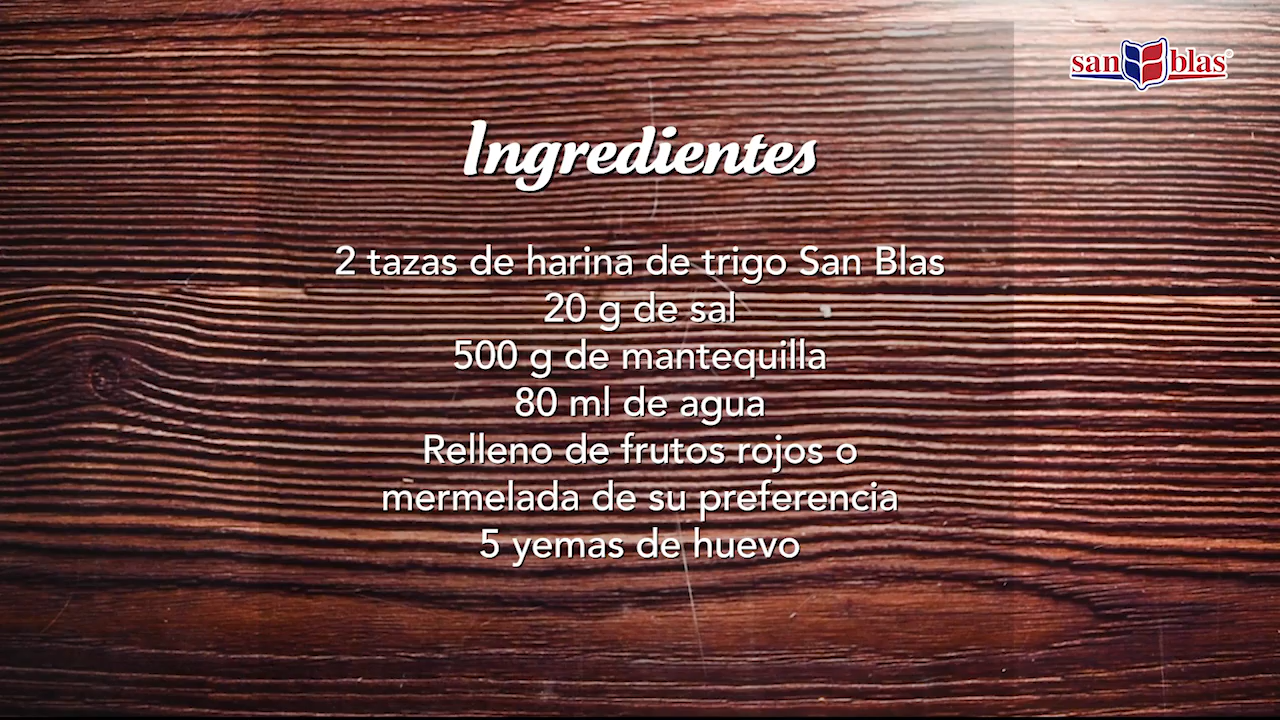 san blas
Ingredientes
2 tazas de harina de trigo San Blas
20 g de sal
500 g de mantequilla
80 ml de agua
Relleno de frutos rojos o
mermelada de su preferencia
5 yemas de huevo